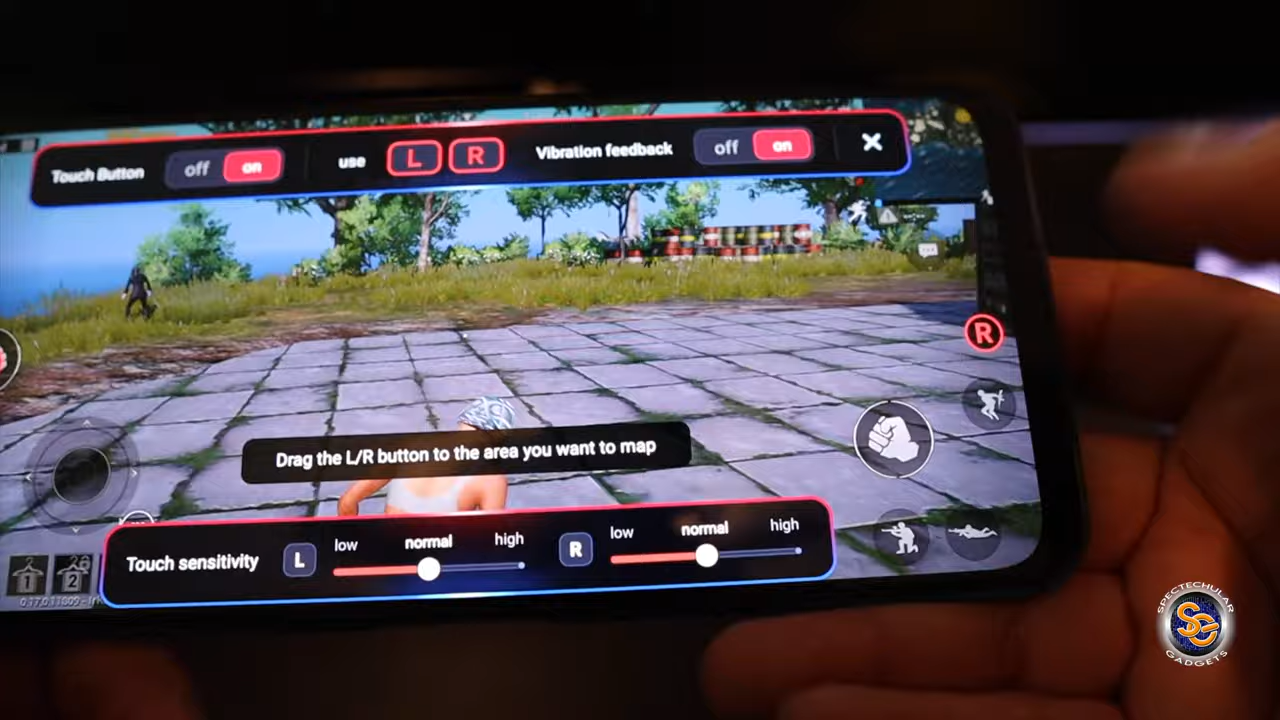 Touch Button
off
on
use
L
R
Vibration feedback
off
on
R
Drag the L/R button to the area you want to map
Touch sensitivity
L
low
normal
high
R
low
normal
high
1
2
SPECTECHULAR
SG
GADGETS